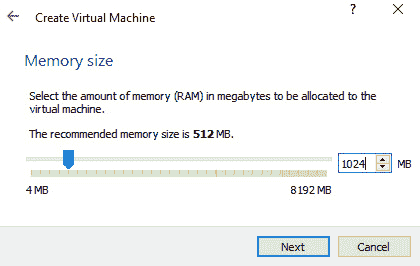 Create Virtual Machine
?
Memory size
Select the amount of memory (RAM) in megabytes to be allocated to the
virtual machine.
The recommended memory size is 512 MB.
1024 MB
4 MB 8192 MB
Next Cancel